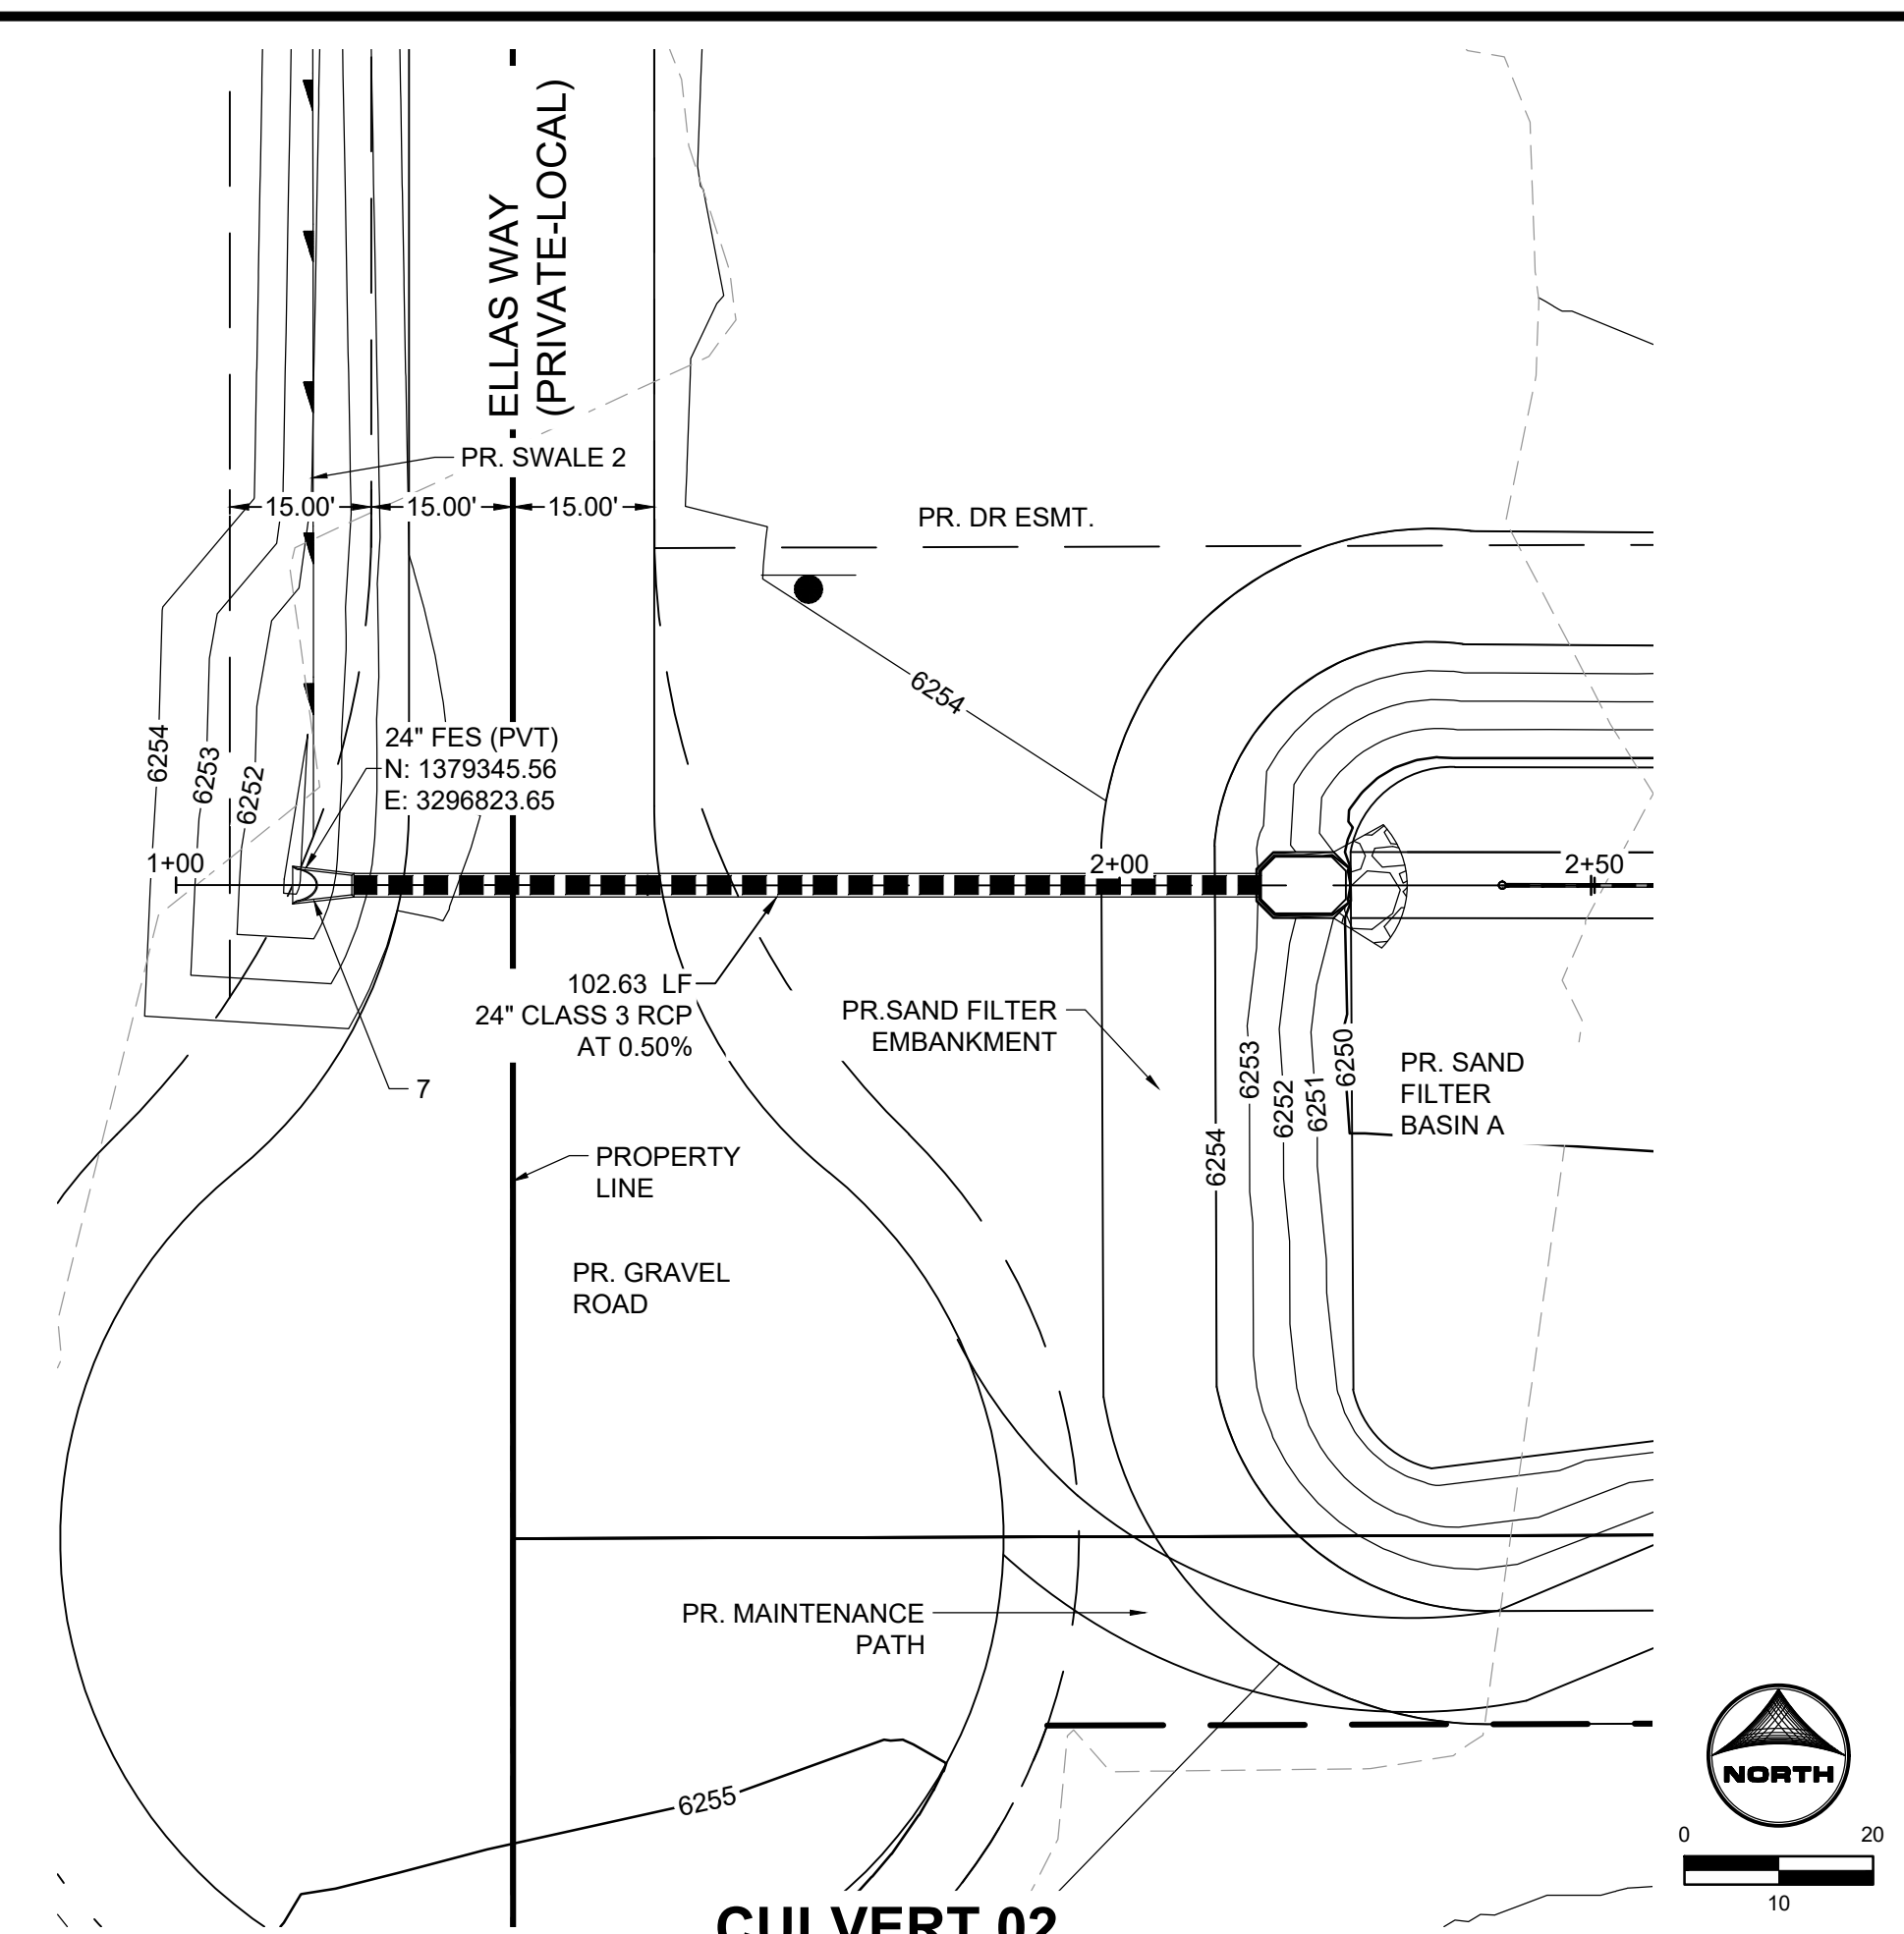 ELLAS WAY
(PRIVATE-LOCAL)
PR. SWALE 2
15.00'
15.00'
15.00'
PR. DR ESMT.
6254
6254
6253
6252
24" FES (PVT)
N: 1379345.56
E: 3296823.65
1+00
2+00
2+50
102.63 LF
24" CLASS 3 RCP
AT 0.50%
PR.SAND FILTER
EMBANKMENT
7
6254
6253
6252
6251
6250
PR. SAND
FILTER
BASIN A
PROPERTY
LINE
PR. GRAVEL
ROAD
PR. MAINTENANCE
PATH
6255
NORTH
0
20
10
CULVERT 02